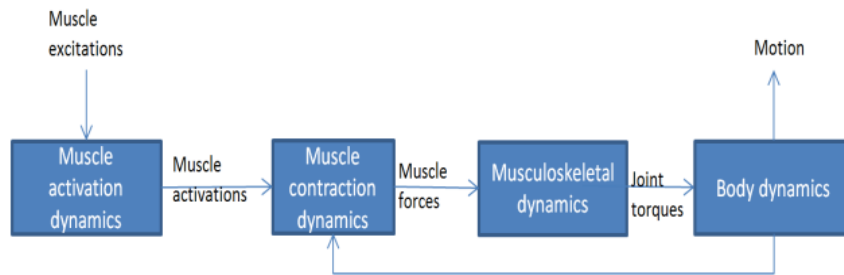 Muscle
excitations
Motion
Muscle
activation
dynamics
Muscle
activations
Muscle
contraction
dynamics
Muscle
forces
Musculoskeletal
dynamics
Joint
torques
Body dynamics